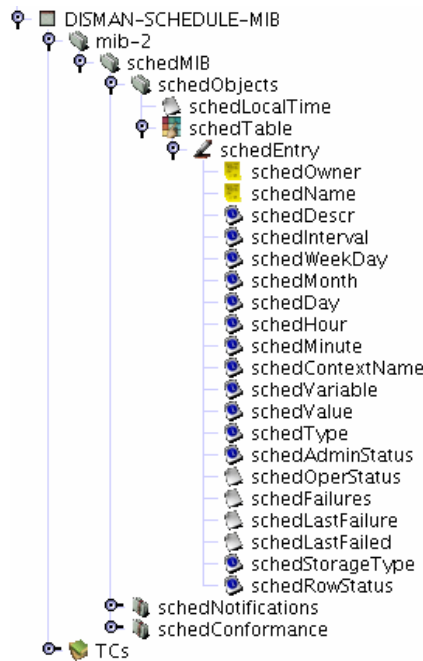 DISMAN-SCHEDULE-MIB
mib-2
schedMIB
schedObjects
schedLocalTime
schedTable
schedEntry
schedOwner
schedName
schedDescr
schedInterval
schedWeekDay
schedMonth
schedDay
schedHour
schedMinute
schedContextName
schedVariable
schedValue
schedType
schedAdminStatus
schedOperStatus
schedFailures
schedLastFailure
schedLastFailed
schedStorageType
schedRowStatus
schedNotifications
schedConformance
TCs